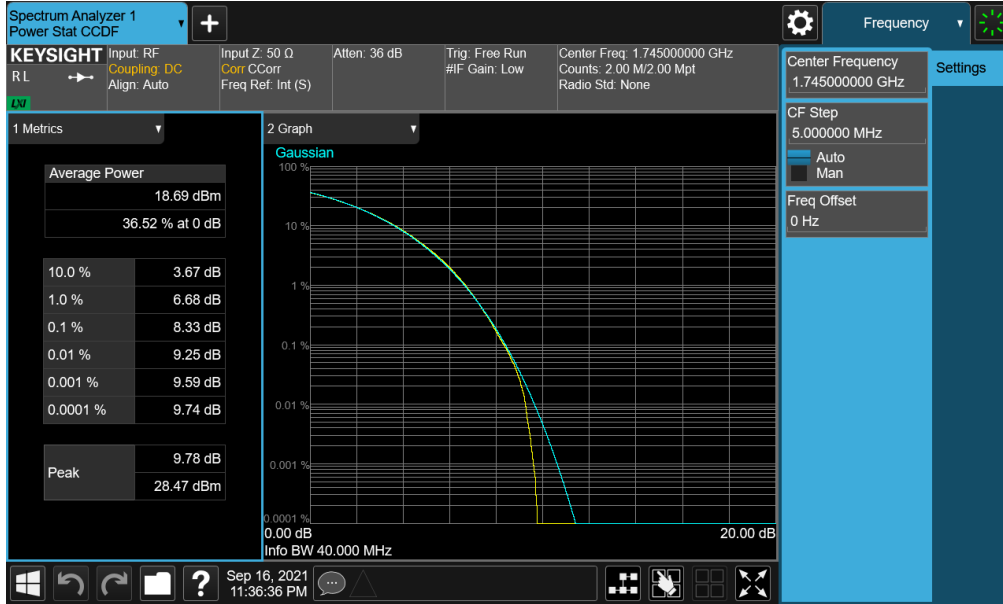 Spectrum Analyzer 1
Power Stat CCDF
Frequency
KEYSIGHT
RL
LXI
Input: RF
Coupling: DC
Align: Auto
Input Z: 50 Ω
Corr CCorr
Freq Ref: Int (S)
Atten: 36 dB
Trig: Free Run
#IF Gain: Low
Center Freq: 1.745000000 GHz
Counts: 2.00 M/2.00 Mpt
Radio Std: None
Center Frequency
1.745000000 GHz
Settings
CF Step
5.000000 MHz
Auto
Man
Freq Offset
0 Hz
1 Metrics
Average Power
18.69 dBm
36.52 % at 0 dB
10.0 % 3.67 dB
1.0 % 6.68 dB
0.1 % 8.33 dB
0.01 % 9.25 dB
0.001 % 9.59 dB
0.0001 % 9.74 dB
Peak
9.78 dB
28.47 dBm
2 Graph
Gaussian
100 %
10 %
1 %
0.1 %
0.01 %
0.001 %
0.0001 %
0.00 dB 20.00 dB
Info BW 40.000 MHz
?
Sep 16, 2021
11:36:36 PM